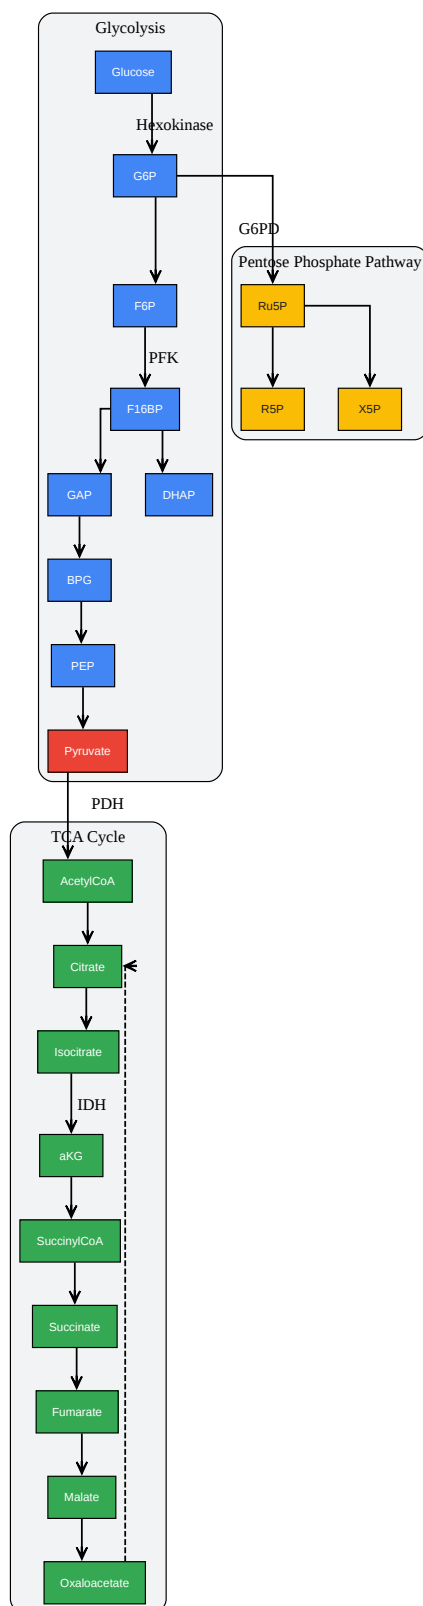 Glycolysis
Glucose
Hexokinase
G6P
G6PD
Pentose Phosphate Pathway
F6P
Ru5P
PFK
F16BP
R5P
X5P
GAP
DHAP
BPG
PEP
Pyruvate
PDH
TCA Cycle
AcetylCoA
Citrate
Isocitrate
IDH
aKG
SuccinylCoA
Succinate
Fumarate
Malate
Oxaloacetate